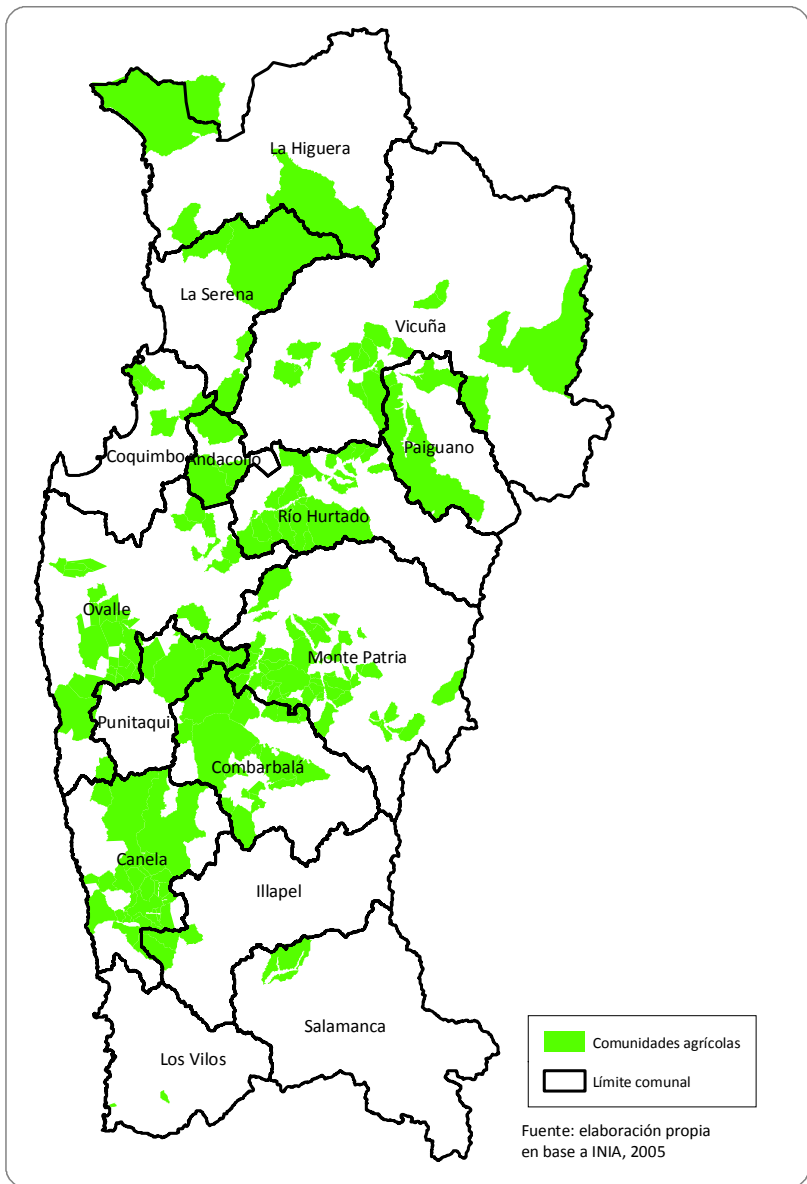 La Higuera
La Serena
Vicuña
Coquimbo
Andacollo
Paiguano
Río Hurtado
Ovalle
Monte Patria
Punitaqui
Combarbalá
Canela
Illapel
Salamanca
Los Vilos
Comunidades agrícolas
Límite comunal
Fuente: elaboración propia
en base a INIA, 2005